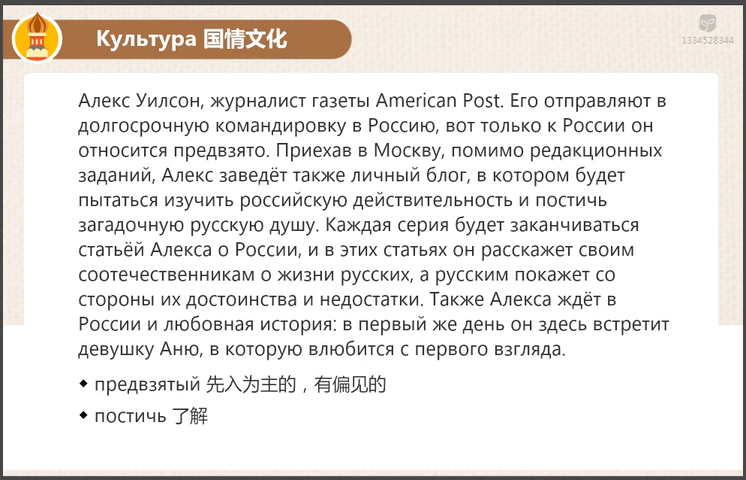 Культура 国情文化
1334528344
Алекс Уилсон, журналист газеты American Post. Его отправляют в
долгосрочную командировку в Россию, вот только к России он
относится предвзято. Приехав в Москву, помимо редакционных
заданий, Алекс заведёт также личный блог, в котором будет
пытаться изучить российскую действительность и постичь
загадочную русскую душу. Каждая серия будет заканчиваться
статьёй Алекса о России, и в этих статьях он расскажет своим
соотечественникам о жизни русских, а русским покажет со
стороны их достоинства и недостатки. Также Алекса ждёт в
России и любовная история: в первый же день он здесь встретит
девушку Аню, в которую влюбится с первого взгляда.
◆ предвзятый 先入为主的，有偏见的
◆ постичь 了解